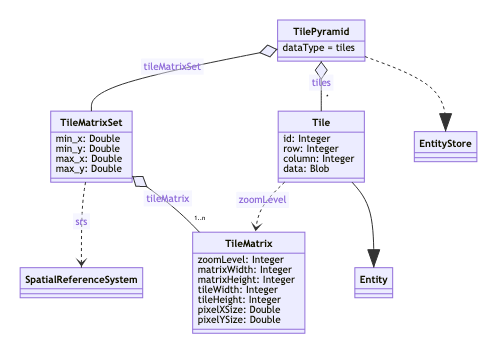 TilePyramid
dataType = tiles
tileMatrixSet
tiles
*
TileMatrixSet
min_x: Double
min_y: Double
max_x: Double
max_y: Double
Tile
id: Integer
row: Integer
column: Integer
data: Blob
EntityStore
srs
tileMatrix
1..n
zoomLevel
SpatialReferenceSystem
TileMatrix
zoomLevel: Integer
matrixWidth: Integer
matrixHeight: Integer
tileWidth: Integer
tileHeight: Integer
pixelXSize: Double
pixelYSize: Double
Entity